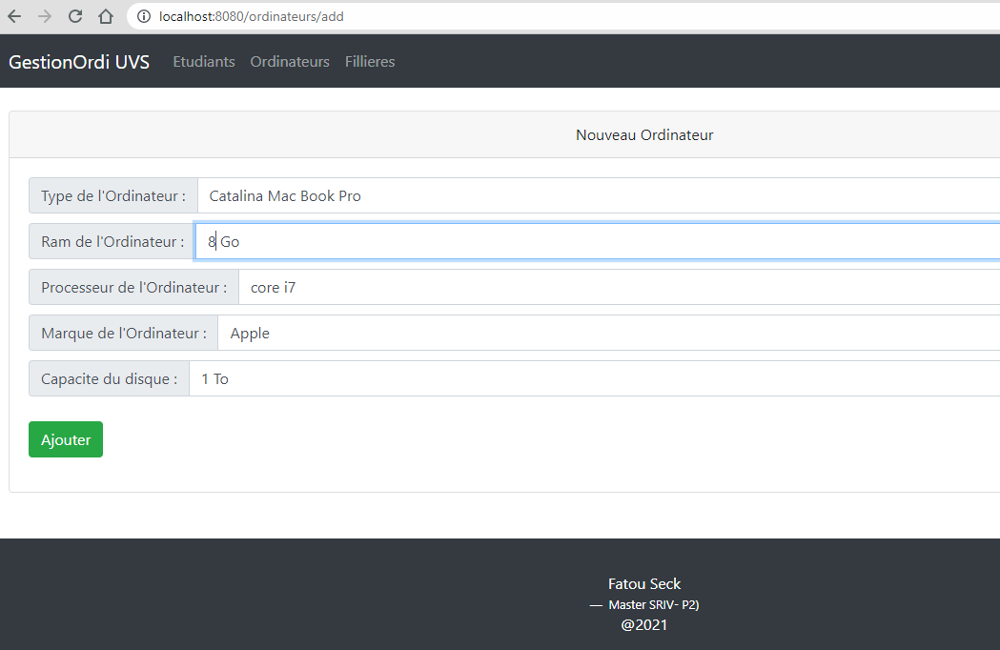 localhost:8080/ordinateurs/add
GestionOrdi UVS Etudiants Ordinateurs Fillieres
Nouveau Ordinateur
Type de l'Ordinateur : Catalina Mac Book Pro
Ram de l'Ordinateur : 8 Go
Processeur de l'Ordinateur : core i7
Marque de l'Ordinateur : Apple
Capacite du disque : 1 To
Ajouter
Fatou Seck
— Master SRIV- P2)
@2021